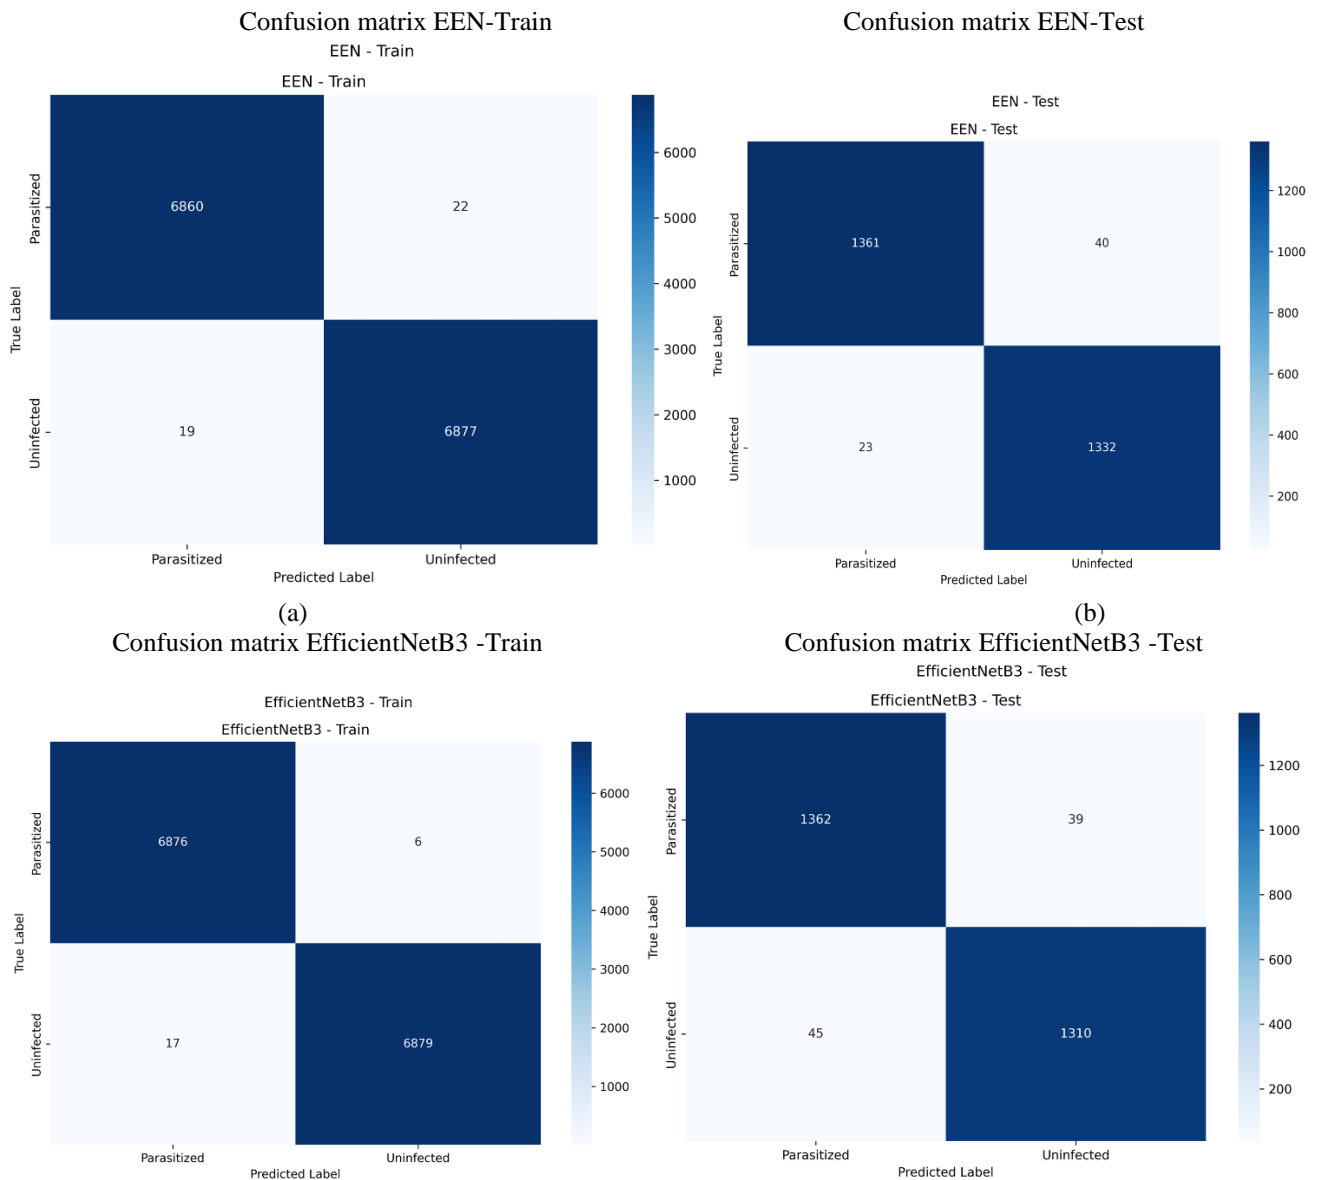 Confusion matrix EEN-Train
EEN - Train
EEN - Train
True Label
Parasitized
Uninfected
6860
22
19
6877
6000
5000
4000
3000
2000
1000
Parasitized
Uninfected
Predicted Label
(a)
Confusion matrix EEN-Test
EEN - Test
EEN - Test
True Label
Parasitized
Uninfected
1361
40
23
1332
1200
1000
800
600
400
200
Parasitized
Uninfected
Predicted Label
(b)
Confusion matrix EfficientNetB3 -Train
EfficientNetB3 - Train
EfficientNetB3 - Train
True Label
Parasitized
Uninfected
6876
6
17
6879
6000
5000
4000
3000
2000
1000
Parasitized
Uninfected
Predicted Label
Confusion matrix EfficientNetB3 -Test
EfficientNetB3 - Test
EfficientNetB3 - Test
True Label
Parasitized
Uninfected
1362
39
45
1310
1200
1000
800
600
400
200
Parasitized
Uninfected
Predicted Label